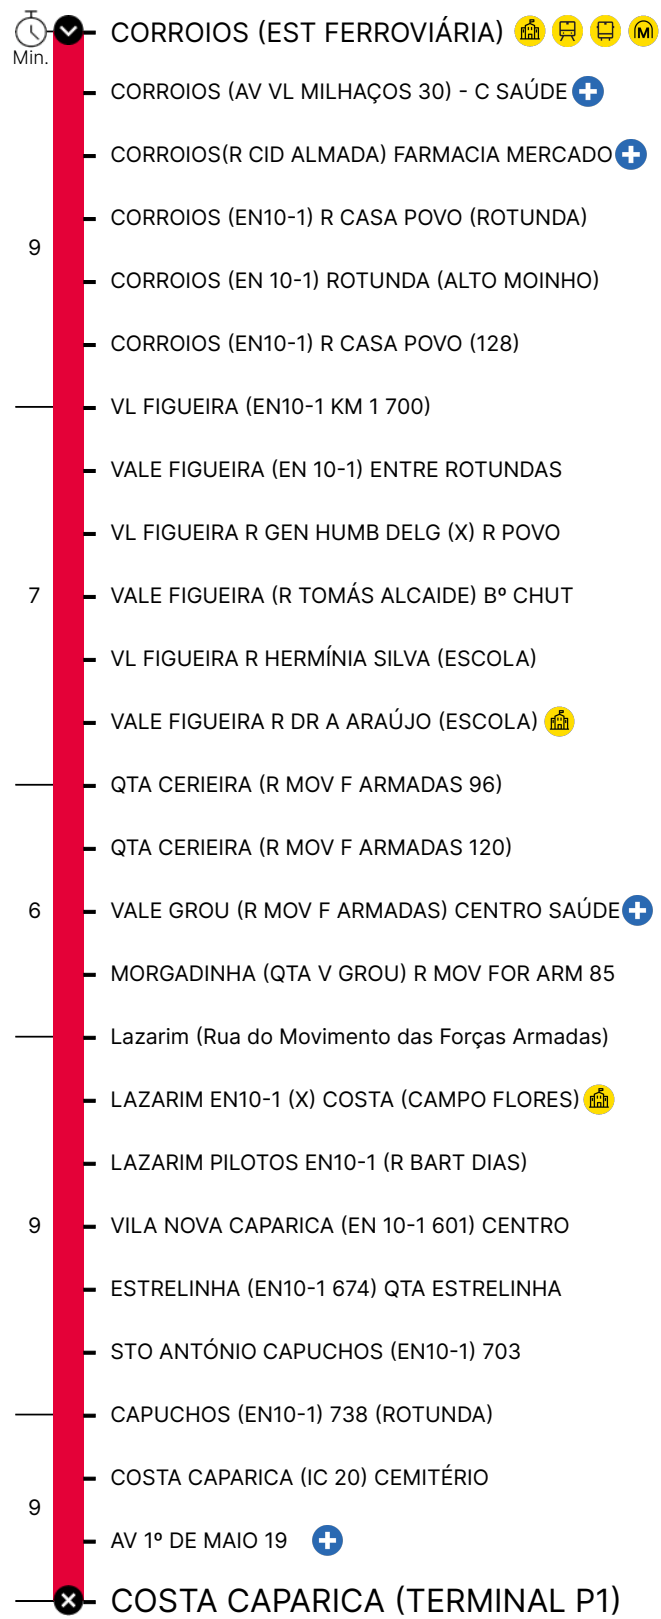 CORROIOS (EST FERROVIÁRIA) M
Min.
CORROIOS (AV VL MILHAÇOS 30) - C SAÚDE
CORROIOS(R CID ALMADA) FARMACIA MERCADO
CORROIOS (EN10-1) R CASA POVO (ROTUNDA)
9
CORROIOS (EN 10-1) ROTUNDA (ALTO MOINHO)
CORROIOS (EN10-1) R CASA POVO (128)
VL FIGUEIRA (EN10-1 KM 1 700)
VALE FIGUEIRA (EN 10-1) ENTRE ROTUNDAS
VL FIGUEIRA R GEN HUMB DELG (X) R POVO
7 VALE FIGUEIRA (R TOMÁS ALCAIDE) Bº CHUT
VL FIGUEIRA R HERMÍNIA SILVA (ESCOLA)
VALE FIGUEIRA R DR A ARAÚJO (ESCOLA)
QTA CERIEIRA (R MOV F ARMADAS 96)
QTA CERIEIRA (R MOV F ARMADAS 120)
6 VALE GROU (R MOV F ARMADAS) CENTRO SAÚDE
MORGADINHA (QTA V GROU) R MOV FOR ARM 85
Lazarim (Rua do Movimento das Forças Armadas)
LAZARIM EN10-1 (X) COSTA (CAMPO FLORES)
LAZARIM PILOTOS EN10-1 (R BART DIAS)
9 VILA NOVA CAPARICA (EN 10-1 601) CENTRO
ESTRELINHA (EN10-1 674) QTA ESTRELINHA
STO ANTÓNIO CAPUCHOS (EN10-1) 703
CAPUCHOS (EN10-1) 738 (ROTUNDA)
COSTA CAPARICA (IC 20) CEMITÉRIO
9
AV 1º DE MAIO 19
COSTA CAPARICA (TERMINAL P1)